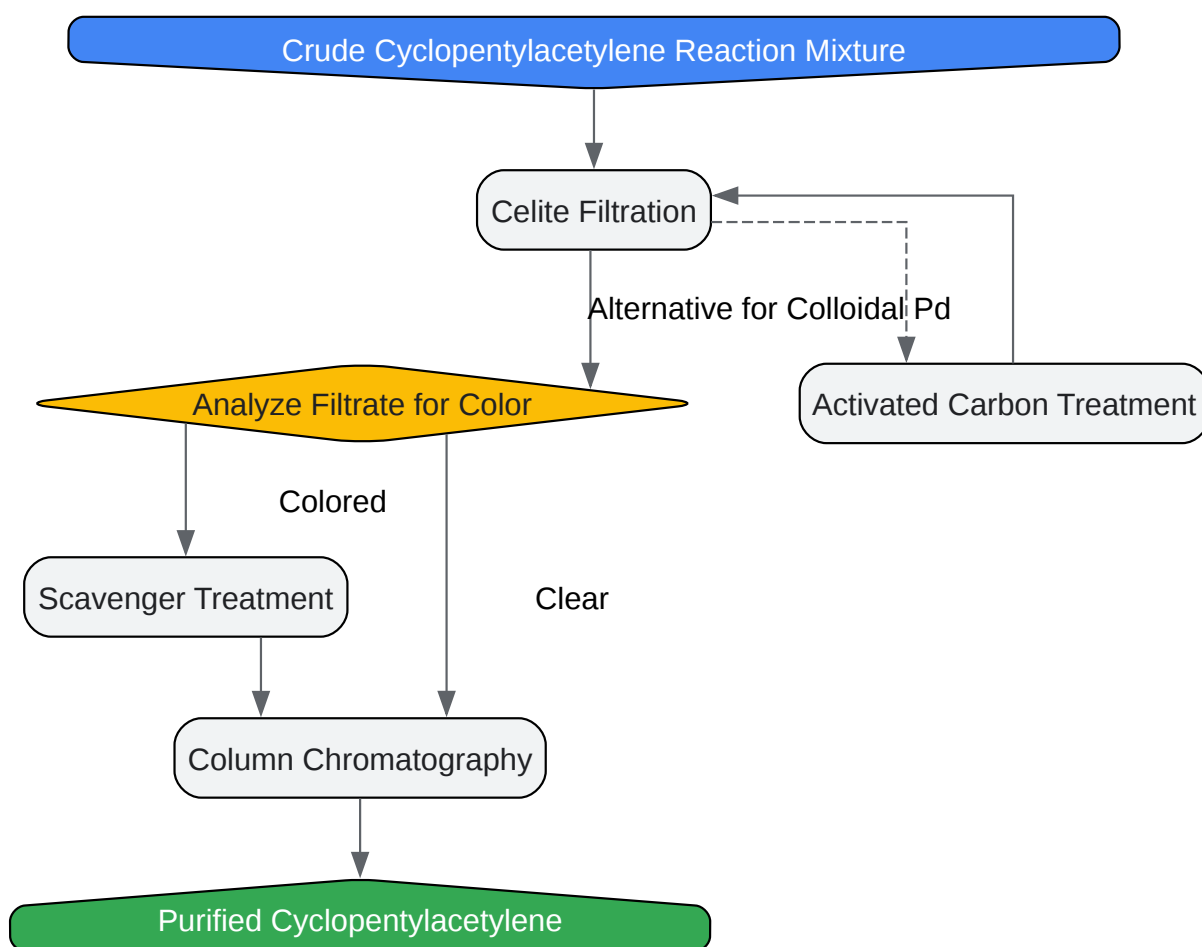 Crude Cyclopentylacetylene Reaction Mixture
Celite Filtration
Alternative for Colloidal Pd
Analyze Filtrate for Color
Activated Carbon Treatment
Colored
Scavenger Treatment
Clear
Column Chromatography
Purified Cyclopentylacetylene